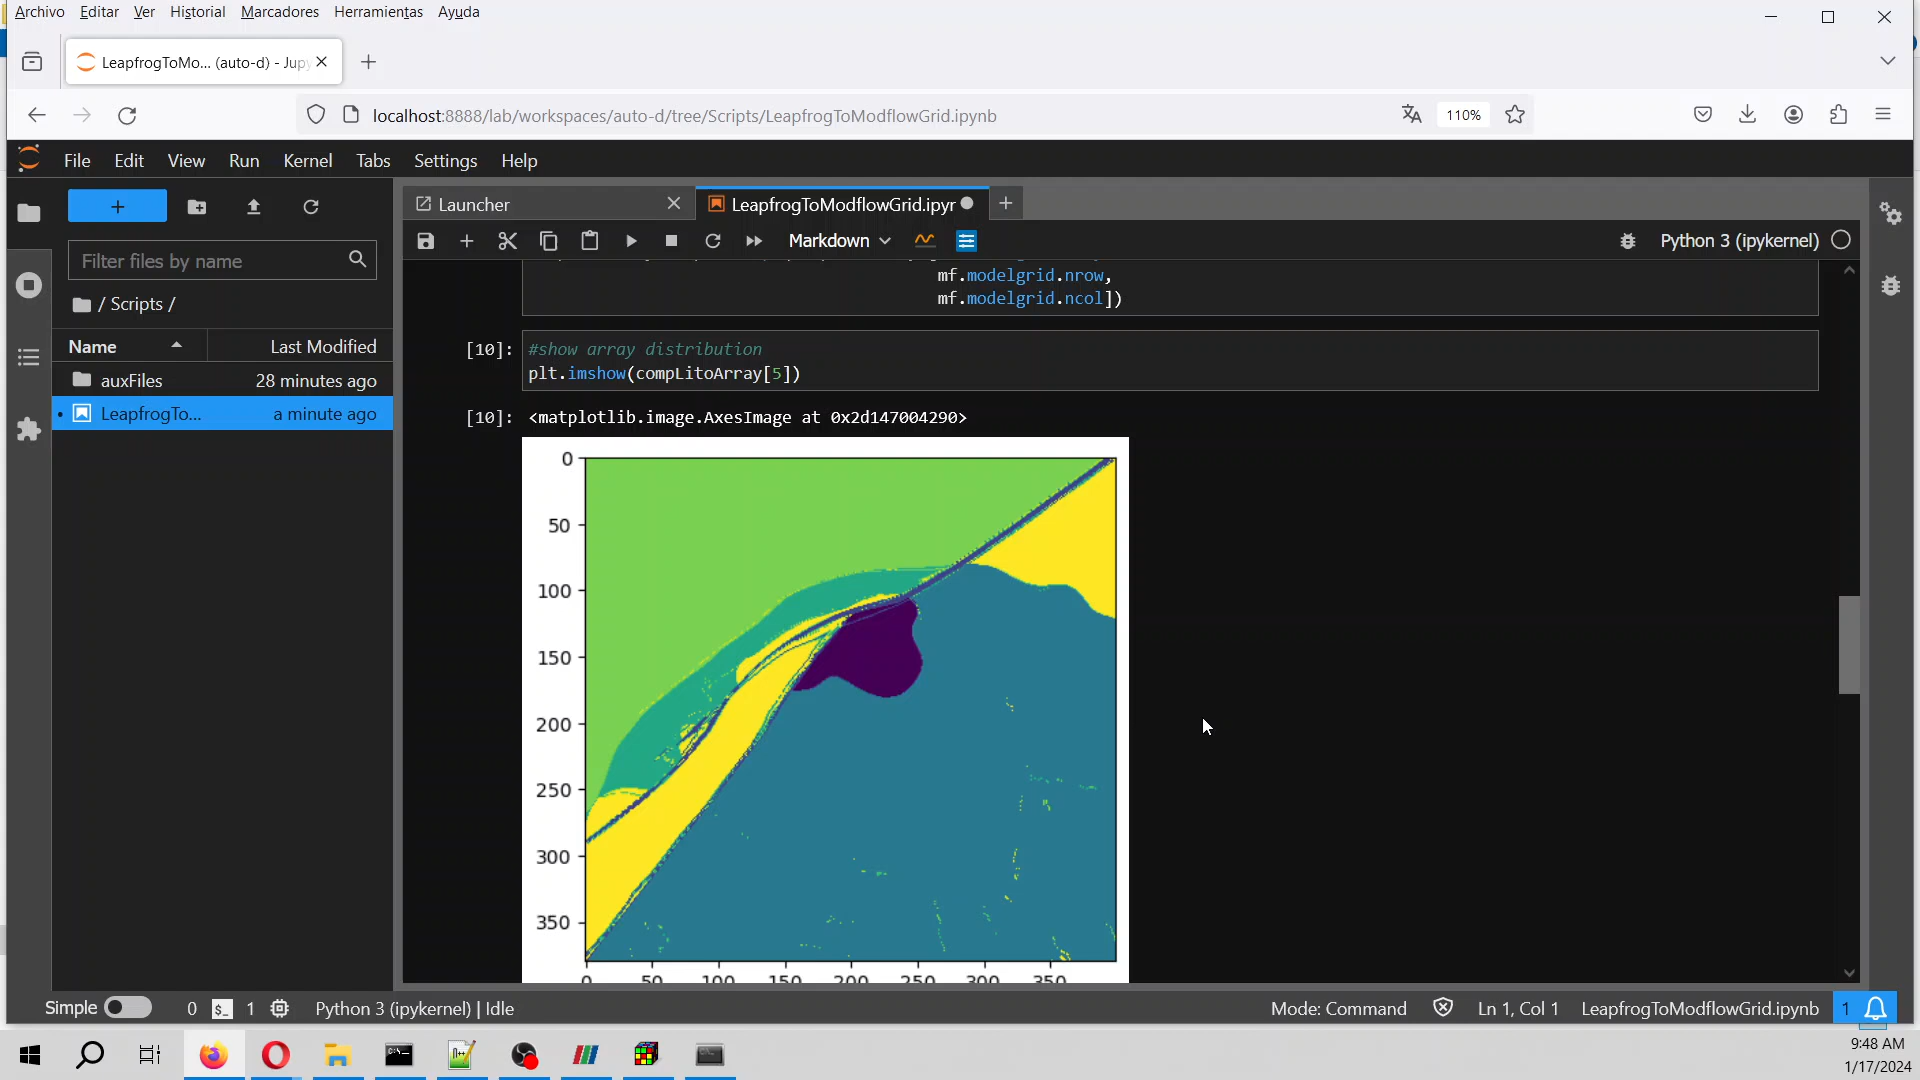 Archivo Editar Ver Historial Marcadores Herramientas Ayuda
LeapfrogToMo... (auto-d) - Jup
localhost:8888/lab/workspaces/auto-d/tree/Scripts/LeapfrogToModflowGrid.ipynb
110%
File Edit View Run Kernel Tabs Settings Help
Launcher
LeapfrogToModflowGrid.ipyr
Markdown
Python 3 (ipykernel)
Filter files by name
/ Scripts /
Name Last Modified
auxFiles 28 minutes ago
LeapfrogTo... a minute ago
mf.modelgrid.nrow,
mf.modelgrid.ncol])
[10]: #show array distribution
plt.imshow(compLitoArray[5])
[10]: <matplotlib.image.AxesImage at 0x2d147004290>
0
50
100
150
200
250
300
350
0 50 100 150 200 250 300 350
Simple 0 1 Python 3 (ipykernel) | Idle
Mode: Command Ln 1, Col 1 LeapfrogToModflowGrid.ipynb 1
9:48 AM
1/17/2024